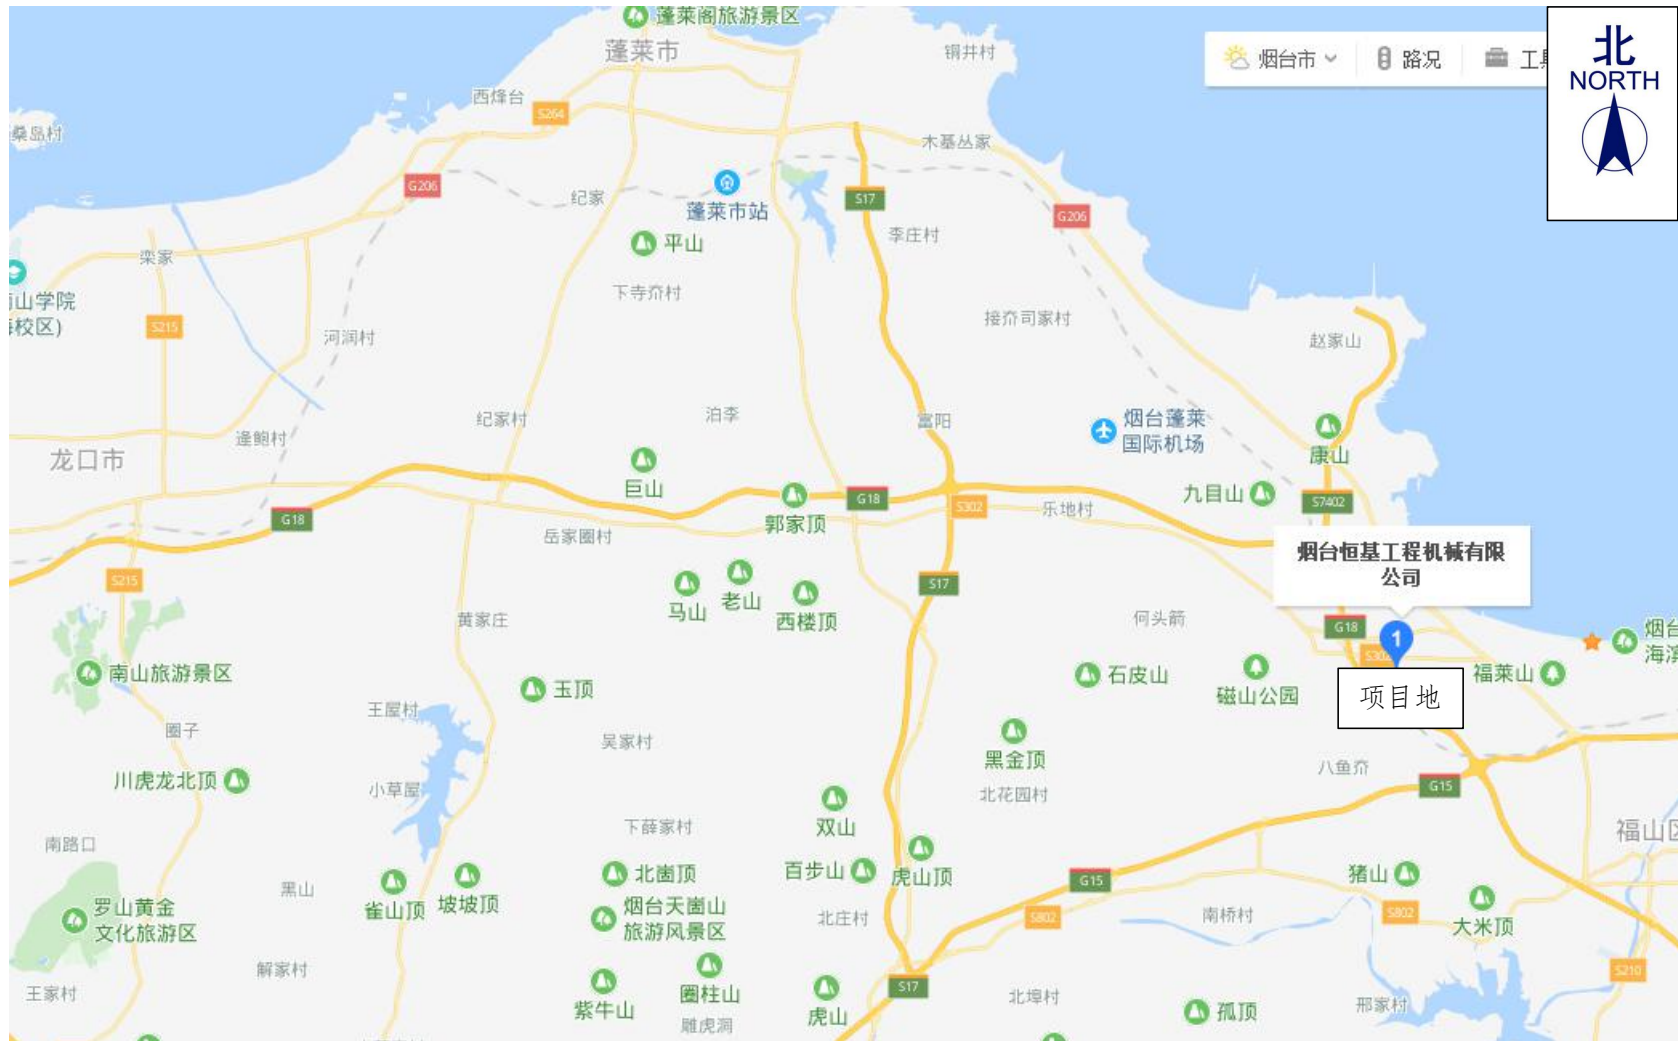 蓬莱阁旅游景区
蓬莱市
铜井村
烟台市
路况
北
NORTH
西烽台
S264
桑岛村
木基丛家
G206
纪家
蓬莱市站
S17
G206
李庄村
平山
栾家
下寺夼村
山学院
校区)
S215
河润村
接夼司家村
赵家山
纪家村
泊李
富阳
烟台蓬莱
国际机场
康山
逄鲍村
龙口市
巨山
郭家顶
G18
S302
乐地村
九目山
S7402
G18
岳家圈村
烟台恒基工程机械有限
公司
S215
马山
老山
西楼顶
S17
黄家庄
何头箭
G18
1
S302
烟台
海滨
南山旅游景区
玉顶
石皮山
磁山公园
福莱山
项目地
王屋村
圈子
吴家村
黑金顶
川虎龙北顶
小草屋
北花园村
八鱼夼
G15
双山
下薛家村
南路口
福山区
北崮顶
百步山
虎山顶
G15
猪山
黑山
雀山顶
坡坡顶
罗山黄金
文化旅游区
烟台天崮山
旅游风景区
北庄村
S802
南桥村
S802
大米顶
解家村
王家村
紫牛山
圈柱山
虎山
S17
北埠村
孤顶
邢家村
S210
雕虎洞